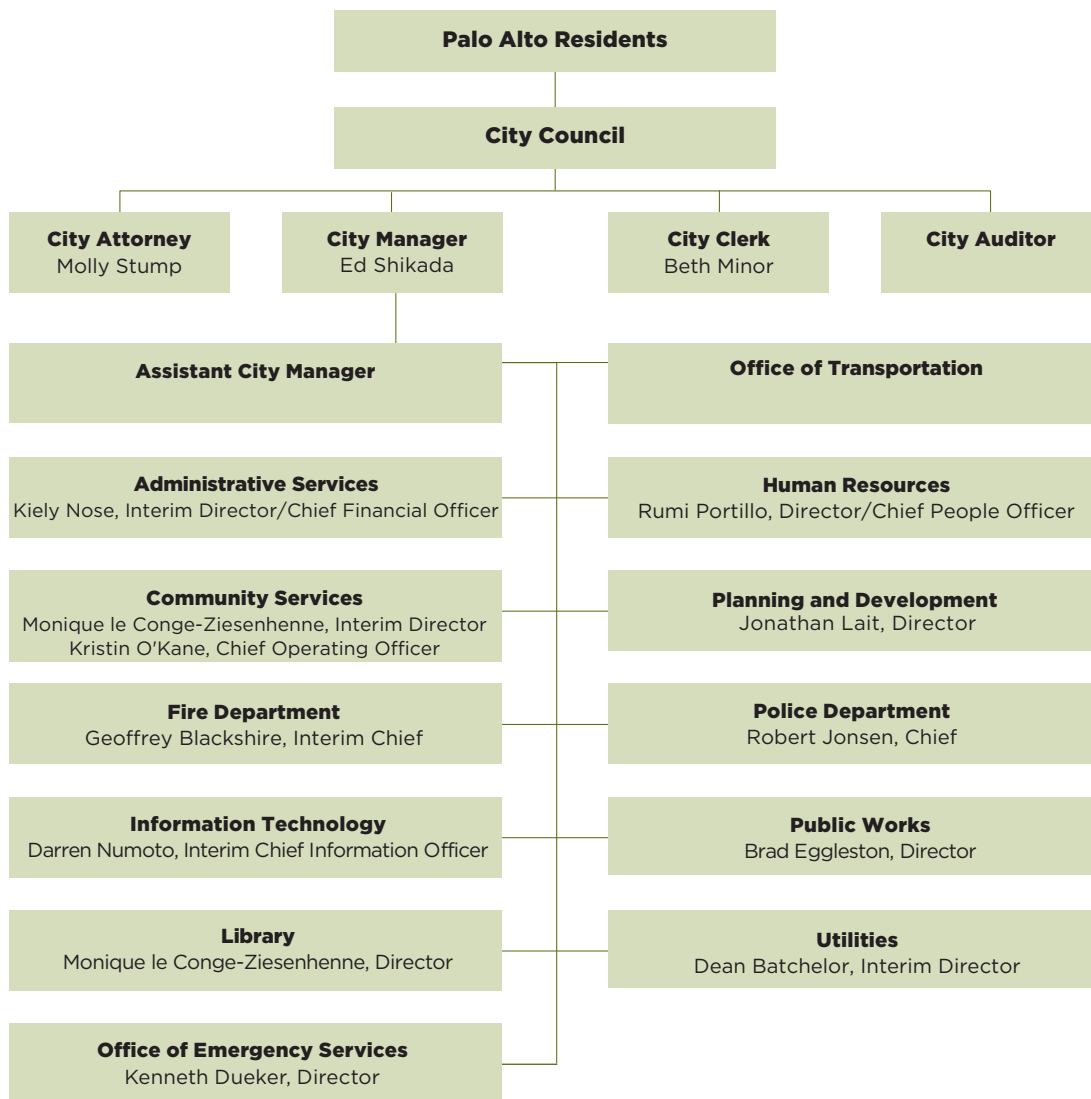 Palo Alto Residents
City Council
City Attorney
Molly Stump
City Manager
Ed Shikada
City Clerk
Beth Minor
City Auditor
Assistant City Manager
Office of Transportation
Administrative Services
Kiely Nose, Interim Director/Chief Financial Officer
Human Resources
Rumi Portillo, Director/Chief People Officer
Community Services
Monique le Conge-Ziesenhenne, Interim Director
Kristin O'Kane, Chief Operating Officer
Planning and Development
Jonathan Lait, Director
Fire Department
Geoffrey Blackshire, Interim Chief
Police Department
Robert Jonsen, Chief
Information Technology
Darren Numoto, Interim Chief Information Officer
Public Works
Brad Eggleston, Director
Library
Monique le Conge-Ziesenhenne, Director
Utilities
Dean Batchelor, Interim Director
Office of Emergency Services
Kenneth Dueker, Director